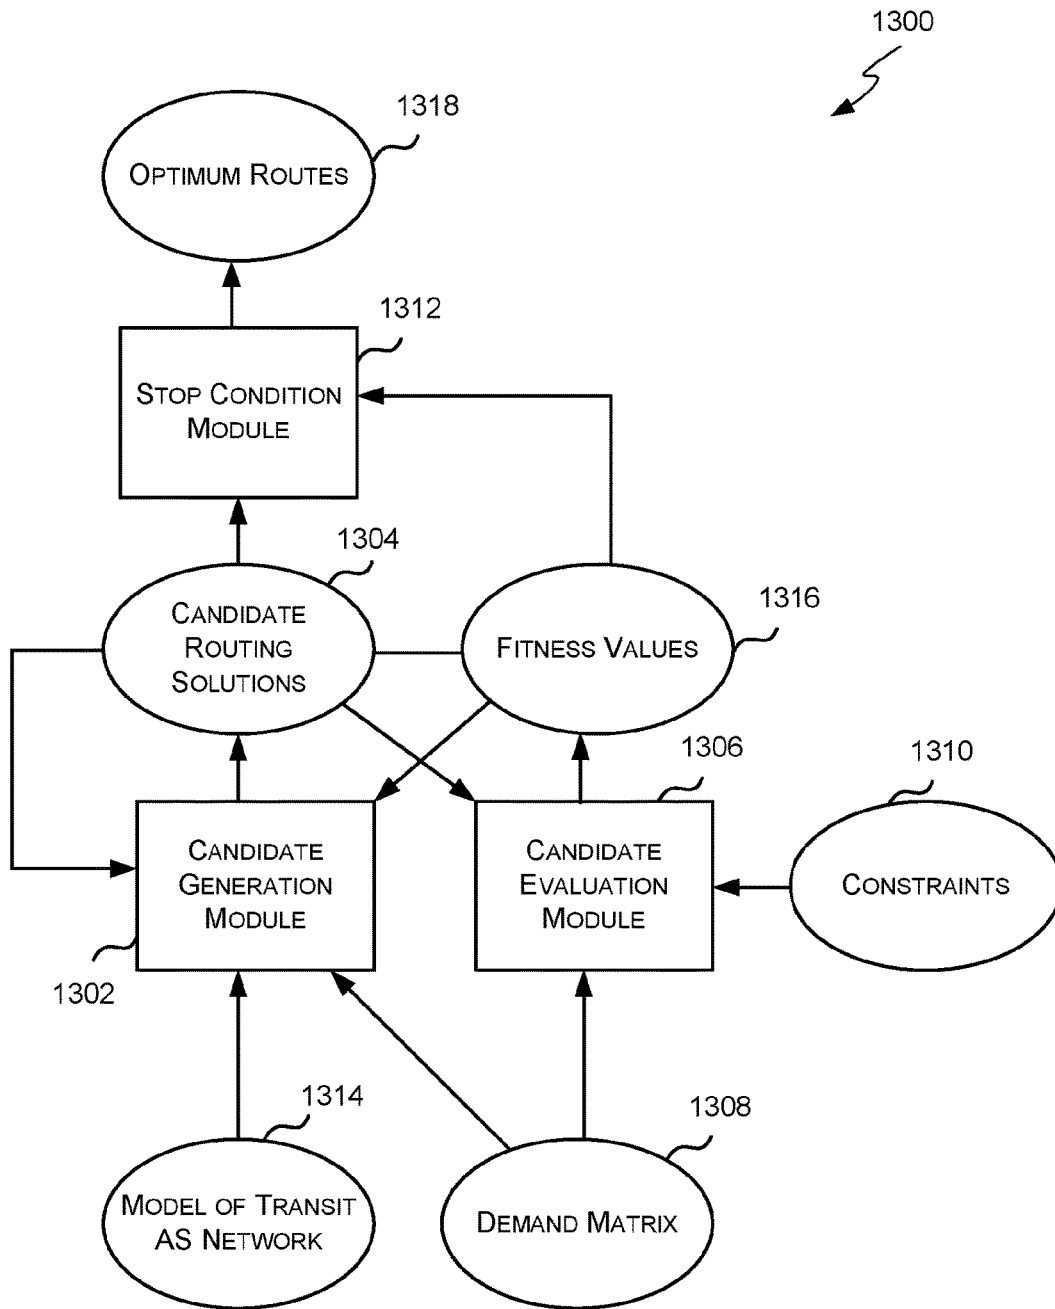 1300
1318
OPTIMUM ROUTES
1312
STOP CONDITION
MODULE
1304
CANDIDATE
ROUTING
SOLUTIONS
1316
FITNESS VALUES
1306
1310
CANDIDATE
GENERATION
MODULE
CANDIDATE
EVALUATION
MODULE
CONSTRAINTS
1302
1314
1308
MODEL OF TRANSIT
AS NETWORK
DEMAND MATRIX